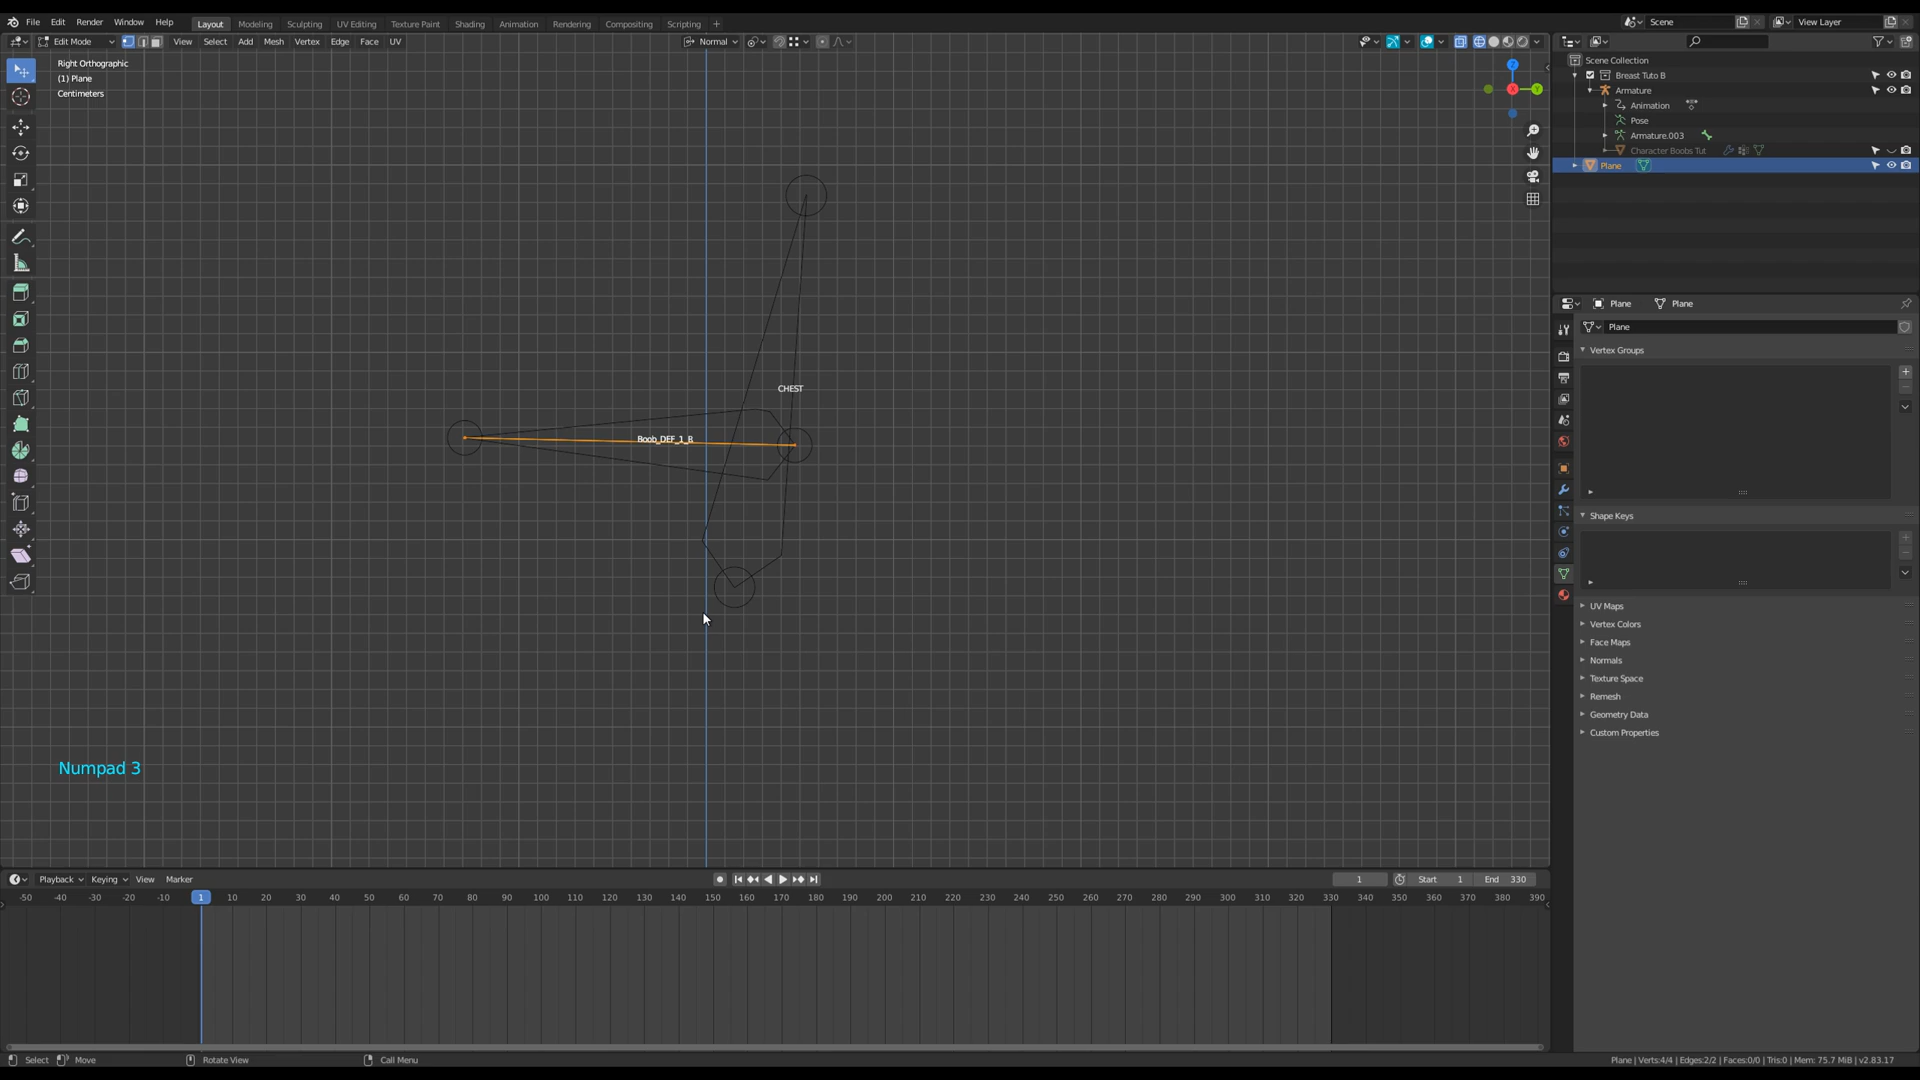 File Edit Render Window Help Layout Modeling Sculpting UV Editing Texture Paint Shading Animation Rendering Compositing Scripting + Scene View Layer
Edit Mode View Select Add Mesh Vertex Edge Face UV Normal
Right Orthographic
(1) Plane
Centimeters
Scene Collection
Breast Tuto B
Armature
Animation
Pose
Armature.003
Character Boobs Tut
Plane
CHEST
Boob_DEF_1_B
Plane Plane
Plane
Vertex Groups
Shape Keys
UV Maps
Vertex Colors
Face Maps
Normals
Texture Space
Remesh
Geometry Data
Custom Properties
Numpad 3
Playback Keying View Marker 1 Start 1 End 330
-50 -40 -30 -20 -10 1 10 20 30 40 50 60 70 80 90 100 110 120 130 140 150 160 170 180 190 200 210 220 230 240 250 260 270 280 290 300 310 320 330 340 350 360 370 380 390
Select Move Rotate View Call Menu Plane | Verts:4/4 | Edges:2/2 | Faces:0/0 | Tris:0 | Mem: 75.7 MiB | v2.83.17